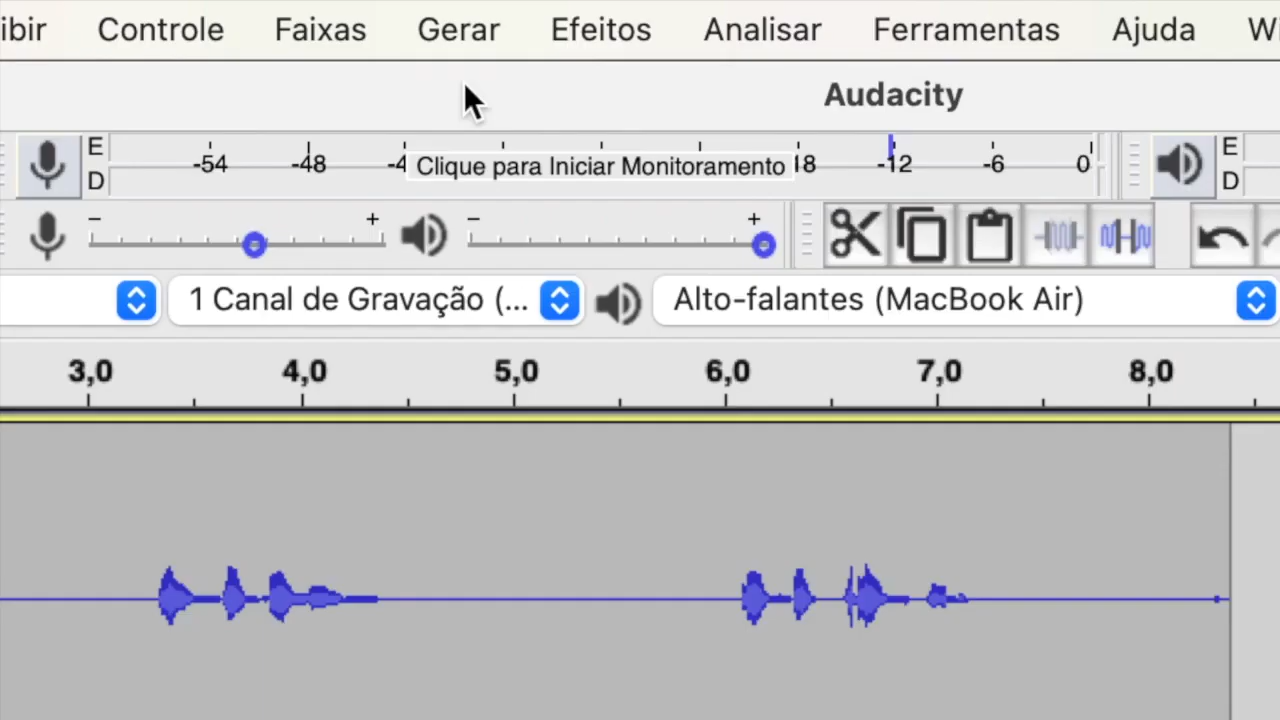 ibir Controle Faixas Gerar Efeitos Analisar Ferramentas Ajuda
Audacity
E E
-54 -48 -4 Clique para Iniciar Monitoramento 18 -12 -6 0
D D
- + - +
1 Canal de Gravação (... Alto-falantes (MacBook Air)
3,0 4,0 5,0 6,0 7,0 8,0